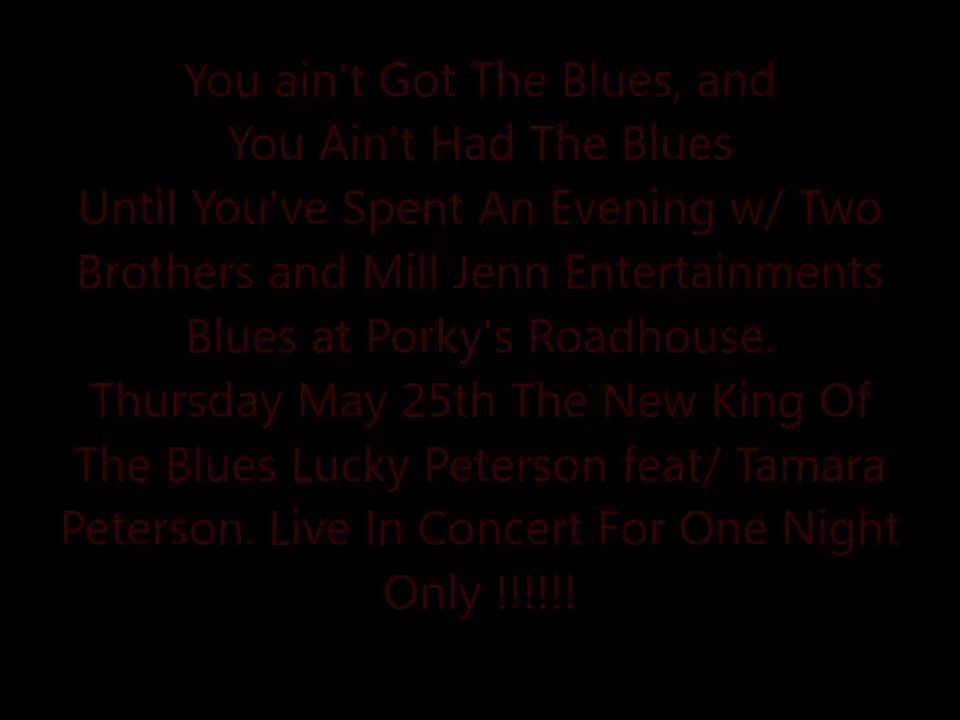 You ain't Got The Blues, and
You Ain't Had The Blues
Until You've Spent An Evening w/ Two
Brothers and Mill Jenn Entertainments
Blues at Porky's Roadhouse.
Thursday May 25th The New King Of
The Blues Lucky Peterson feat/ Tamara
Peterson. Live In Concert For One Night
Only !!!!!!